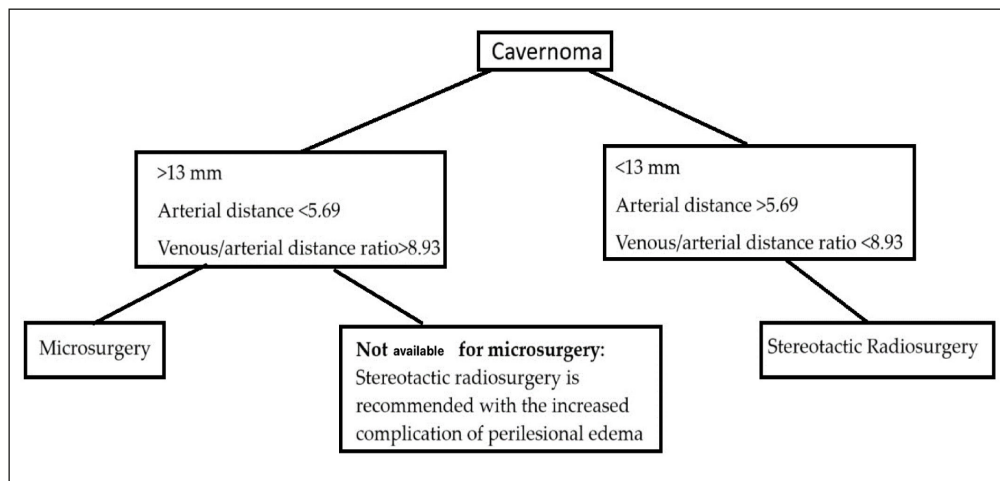 Cavernoma
>13 mm
Arterial distance <5.69
Venous/arterial distance ratio>8.93
<13 mm
Arterial distance >5.69
Venous/arterial distance ratio <8.93
Microsurgery
Not available for microsurgery:
Stereotactic radiosurgery is
recommended with the increased
complication of perilesional edema
Stereotactic Radiosurgery